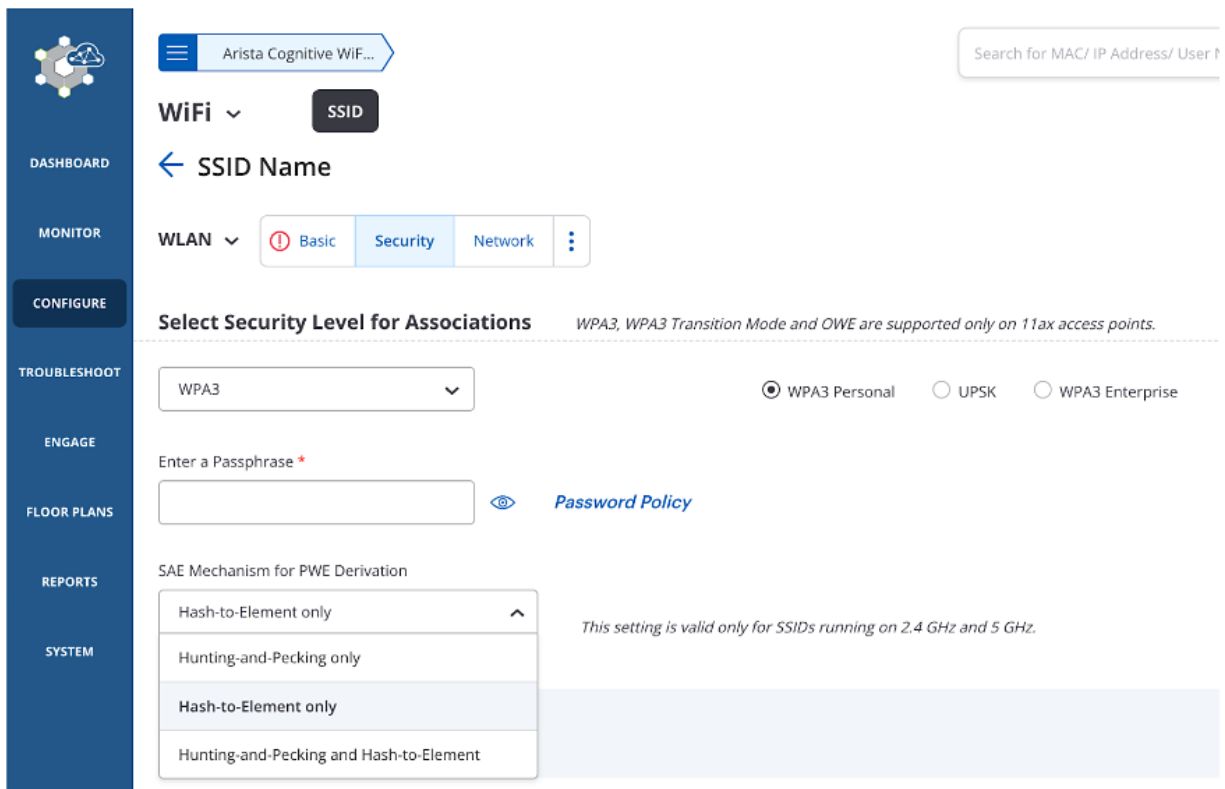 Arista Cognitive WiF...
Search for MAC/ IP Address/ User N
WiFi
SSID
DASHBOARD
SSID Name
MONITOR
WLAN
Basic
Security
Network
CONFIGURE
Select Security Level for Associations
WPA3, WPA3 Transition Mode and OWE are supported only on 11ax access points.
TROUBLESHOOT
WPA3
WPA3 Personal
UPSK
WPA3 Enterprise
ENGAGE
Enter a Passphrase *
FLOOR PLANS
Password Policy
REPORTS
SAE Mechanism for PWE Derivation
Hash-to-Element only
This setting is valid only for SSIDs running on 2.4 GHz and 5 GHz.
SYSTEM
Hunting-and-Pecking only
Hash-to-Element only
Hunting-and-Pecking and Hash-to-Element